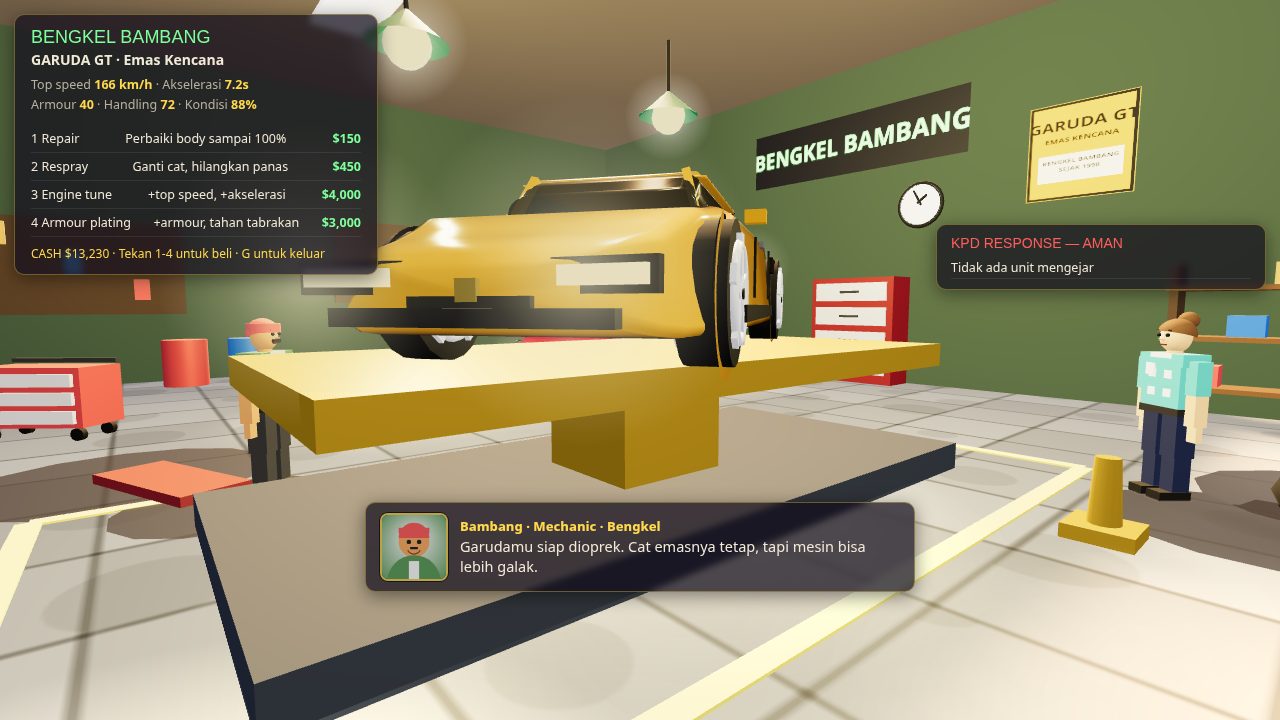 BENGKEL BAMBANG
GARUDA GT · Emas Kencana
Top speed 166 km/h · Akselerasi 7.2s
Armour 40 · Handling 72 · Kondisi 88%
1 Repair Perbaiki body sampai 100% $150
2 Respray Ganti cat, hilangkan panas $450
3 Engine tune +top speed, +akselerasi $4,000
4 Armour plating +armour, tahan tabrakan $3,000
CASH $13,230 · Tekan 1-4 untuk beli · G untuk keluar
BENGKEL BAMBANG
GARUDA GT
EMAS KENCANA
BENGKEL BAMBANG
SEJAK 1998
KPD RESPONSE — AMAN
Tidak ada unit mengejar
Bambang · Mechanic · Bengkel
Garudamu siap dioprek. Cat emasnya tetap, tapi mesin bisa
lebih galak.